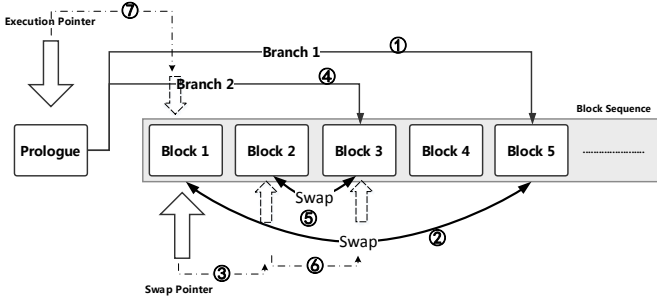 ⑦
Execution Pointer
Branch 1
①
Branch 2
④
Block Sequence
Prologue
Block 1
Block 2
Block 3
Block 4
Block 5
........................
Swap
⑤
Swap
②
③
⑥
Swap Pointer